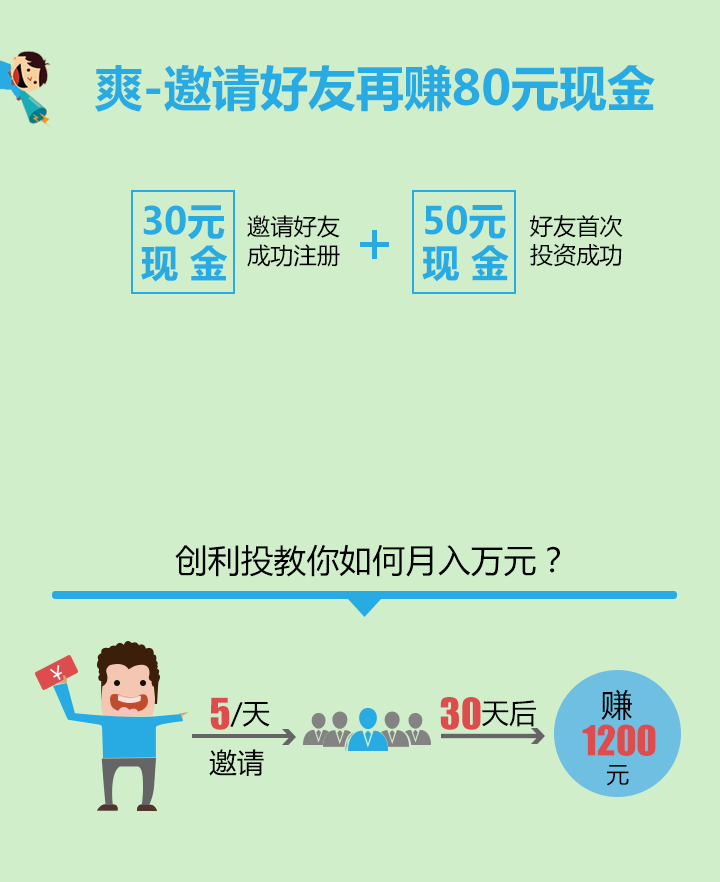 爽-邀请好友再赚80元现金
30元
现 金
邀请好友
成功注册
+
50元
现 金
好友首次
投资成功
创利投教你如何月入万元？
¥
5/天
邀请
30天后
赚
1200
元